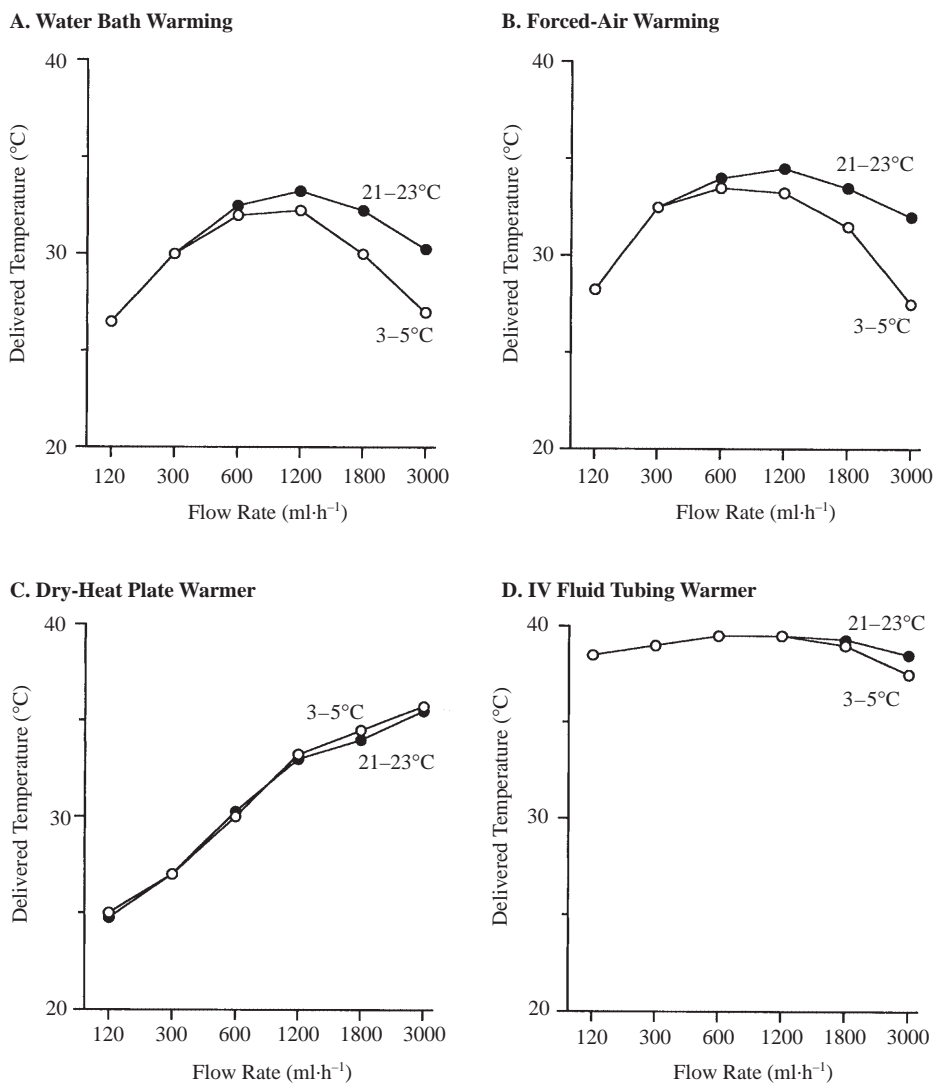 A. Water Bath Warming
40
30
20
Delivered Temperature (°C)
21–23°C
3–5°C
120 300 600 1200 1800 3000
Flow Rate (ml·h⁻¹)
B. Forced-Air Warming
40
30
20
Delivered Temperature (°C)
21–23°C
3–5°C
120 300 600 1200 1800 3000
Flow Rate (ml·h⁻¹)
C. Dry-Heat Plate Warmer
40
30
20
Delivered Temperature (°C)
3–5°C
21–23°C
120 300 600 1200 1800 3000
Flow Rate (ml·h⁻¹)
D. IV Fluid Tubing Warmer
40
30
20
Delivered Temperature (°C)
21–23°C
3–5°C
120 300 600 1200 1800 3000
Flow Rate (ml·h⁻¹)